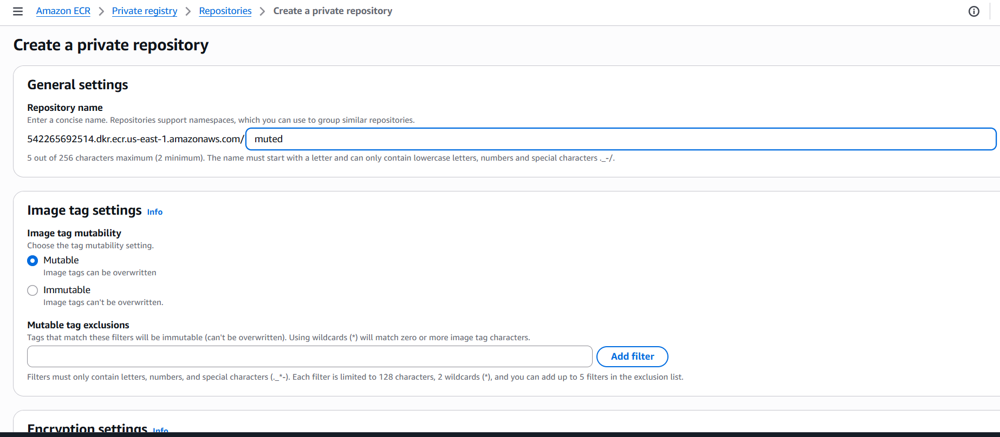 Amazon ECR > Private registry > Repositories > Create a private repository
Create a private repository
General settings
Repository name
Enter a concise name. Repositories support namespaces, which you can use to group similar repositories.
542265692514.dkr.ecr.us-east-1.amazonaws.com/ muted
5 out of 256 characters maximum (2 minimum). The name must start with a letter and can only contain lowercase letters, numbers and special characters ._-/.
Image tag settings Info
Image tag mutability
Choose the tag mutability setting.
Mutable
Image tags can be overwritten
Immutable
Image tags can't be overwritten.
Mutable tag exclusions
Tags that match these filters will be immutable (can't be overwritten). Using wildcards (*) will match zero or more image tag characters.
Add filter
Filters must only contain letters, numbers, and special characters (._*-). Each filter is limited to 128 characters, 2 wildcards (*), and you can add up to 5 filters in the exclusion list.
Encryption settings Info